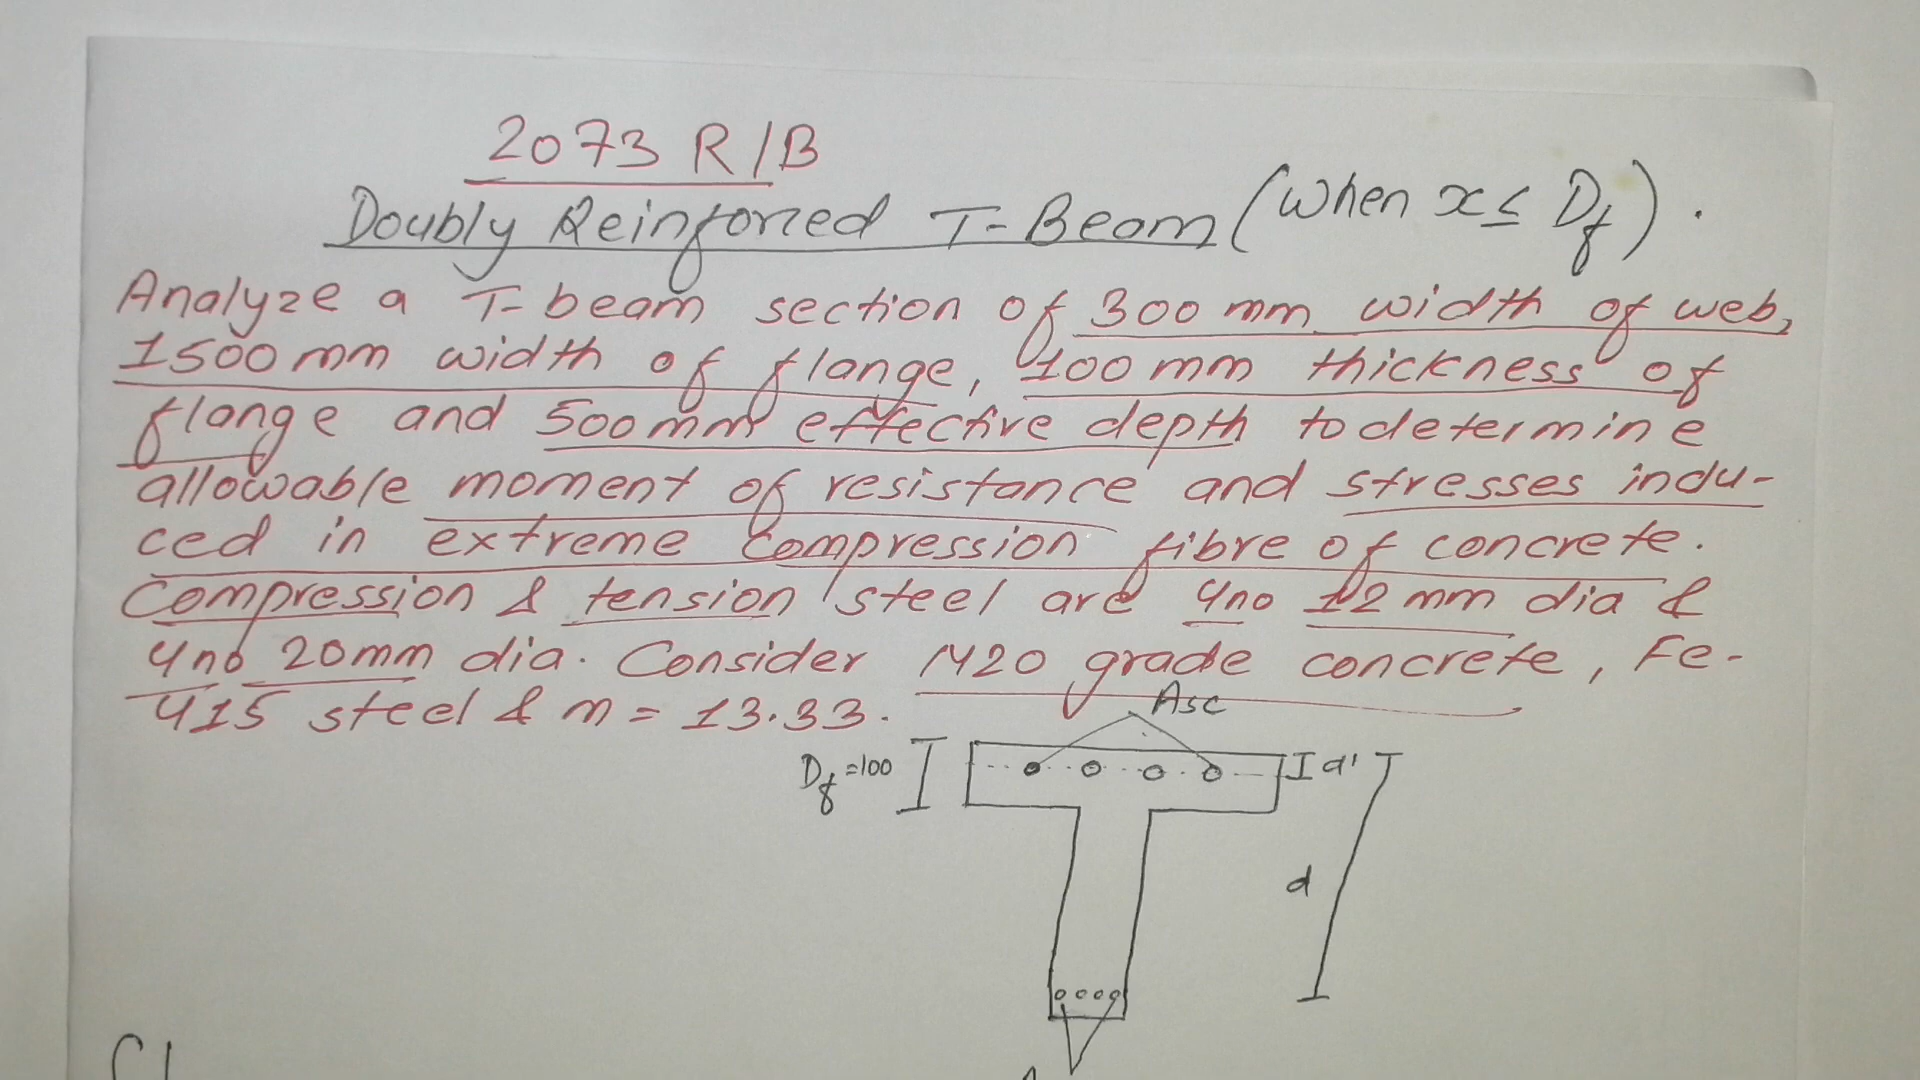 2073 R/B
Doubly Reinforced T-Beam (When x ≤ Df).
Analyze a T-beam section of 300 mm width of web,
1500 mm width of flange, 100 mm thickness of
flange and 500 mm effective depth to determine
allowable moment of resistance and stresses indu-
ced in extreme compression fibre of concrete.
Compression & tension steel are 4no 12 mm dia &
4no 20mm dia. Consider M20 grade concrete, Fe-
415 steel & m = 13.33.
Asc
Df =100
d'
d